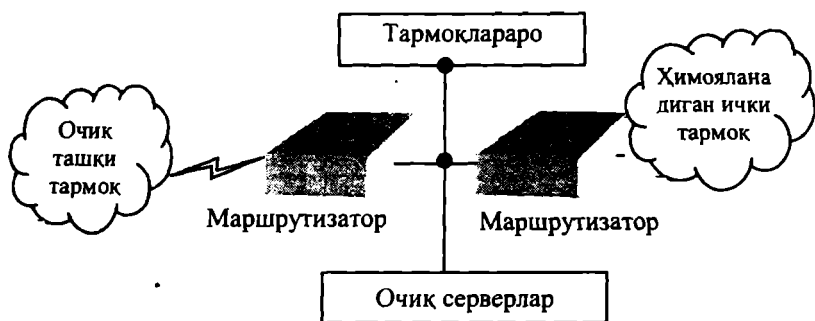 Тармоқлараро
Ҳимоялана
диган ички
тармоқ
Очиқ
ташқи
тармоқ
Маршрутизатор
Маршрутизатор
Очиқ серверлар